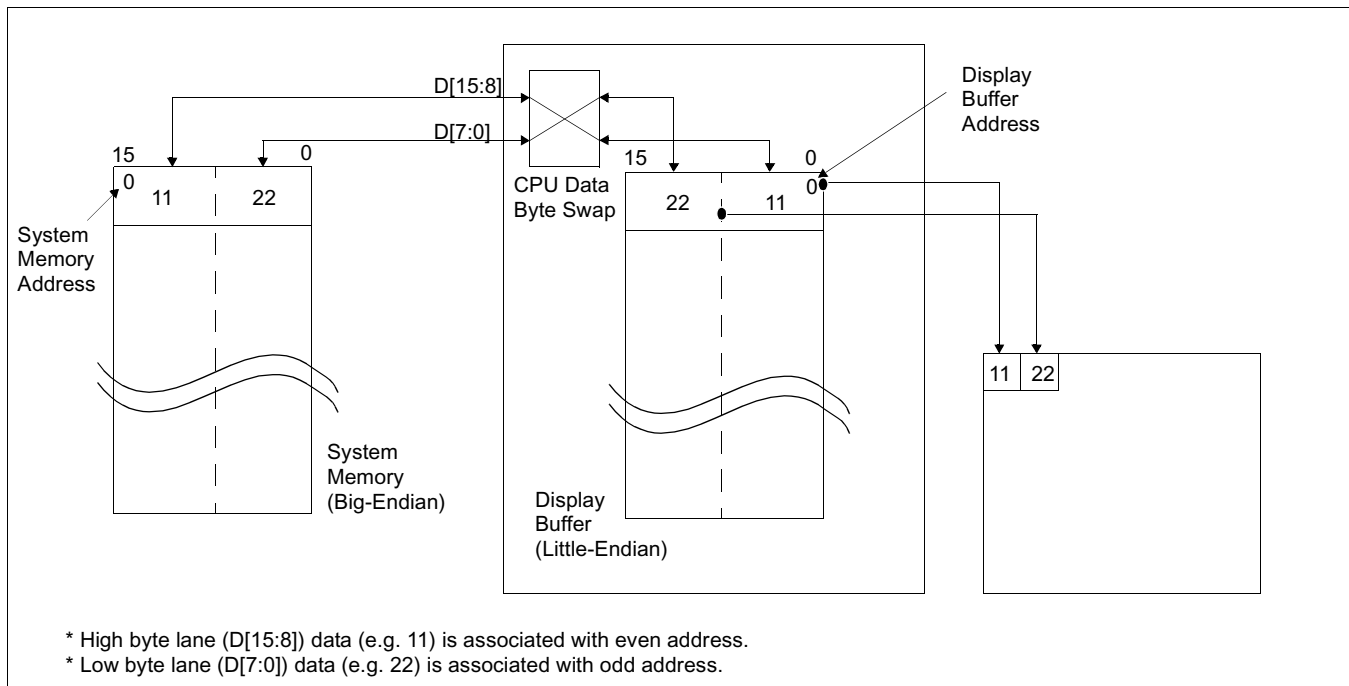 D[15:8]
D[7:0]
Display
Buffer
Address
15
0
0
11
22
System
Memory
Address
CPU Data
Byte Swap
15
0
0
22
11
11
22
System
Memory
(Big-Endian)
Display
Buffer
(Little-Endian)
* High byte lane (D[15:8]) data (e.g. 11) is associated with even address.
* Low byte lane (D[7:0]) data (e.g. 22) is associated with odd address.